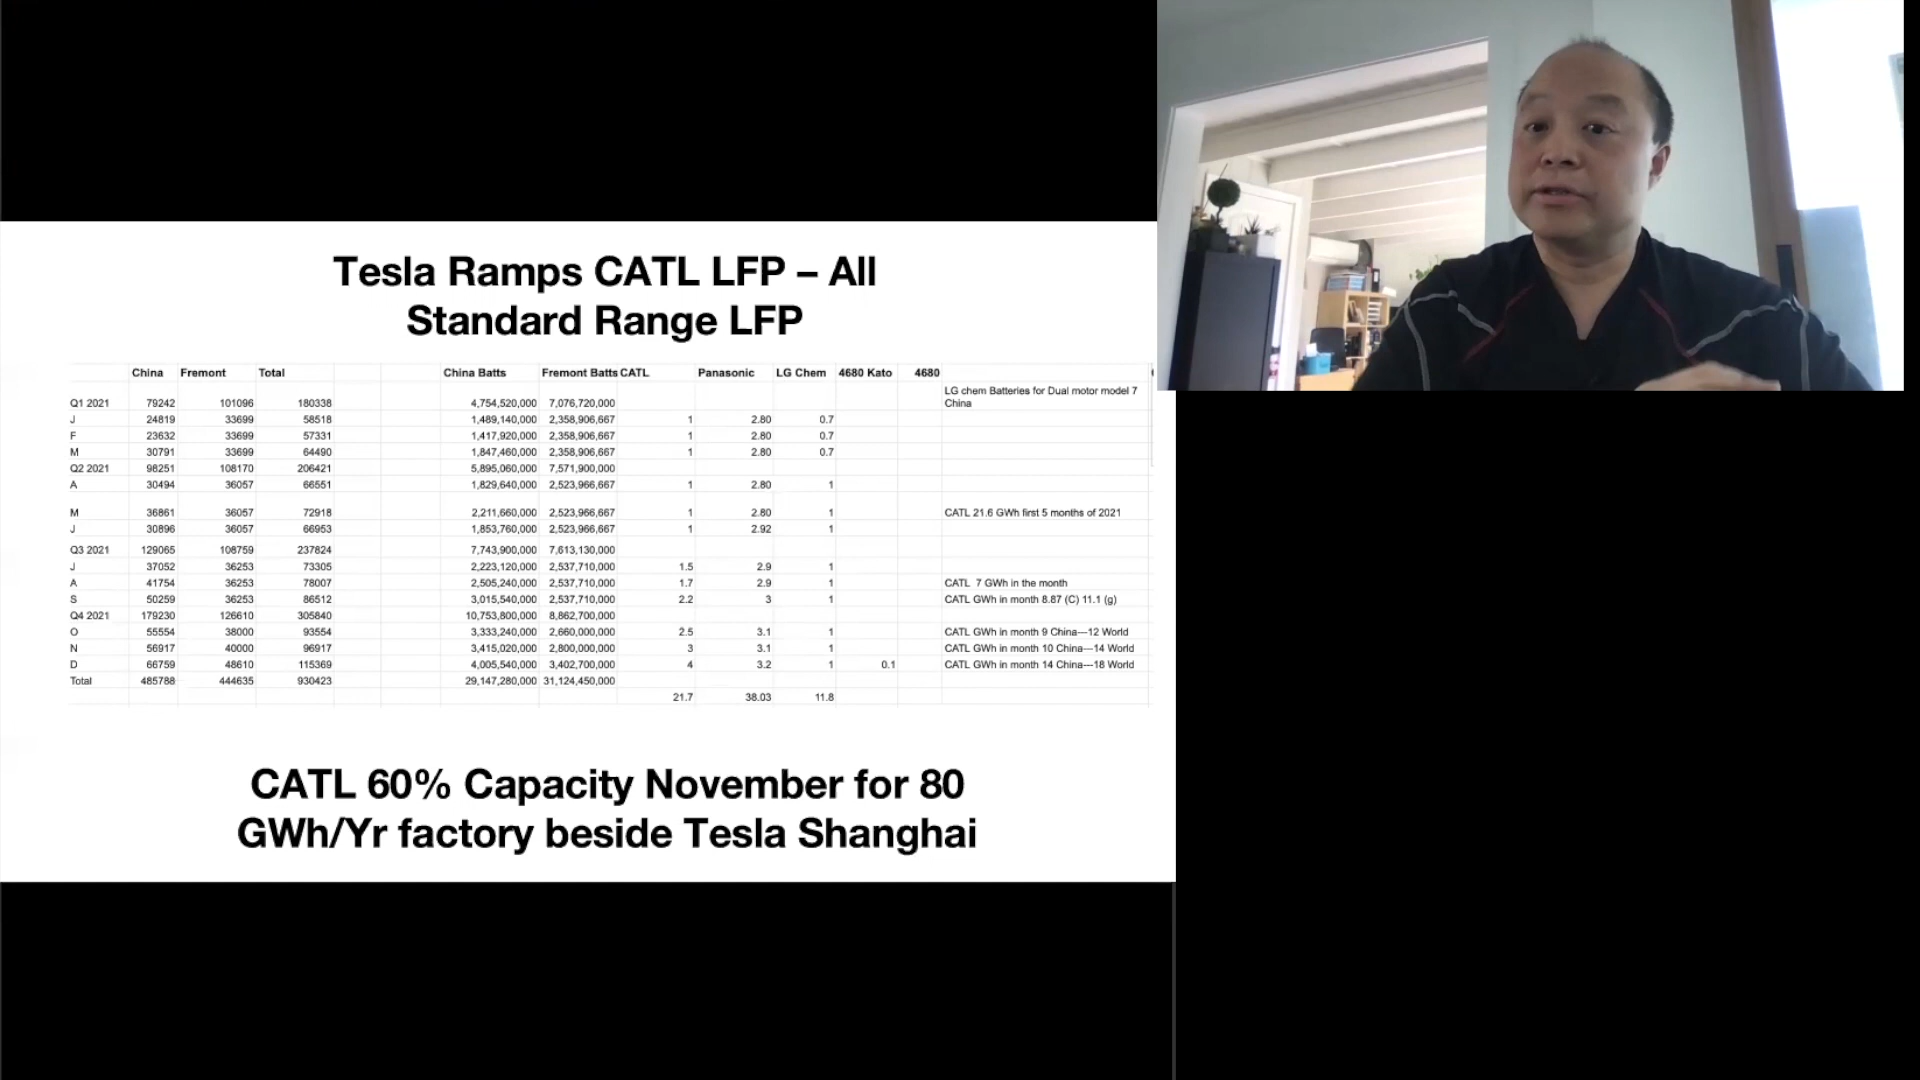 Tesla Ramps CATL LFP – All
Standard Range LFP
China Fremont Total China Batts Fremont Batts CATL Panasonic LG Chem 4680 Kato 4680
LG chem Batteries for Dual motor model 7
Q1 2021 79242 101096 180338 4,754,520,000 7,076,720,000 China
J 24819 33699 58518 1,489,140,000 2,358,906,667 1 2.80 0.7
F 23632 33699 57331 1,417,920,000 2,358,906,667 1 2.80 0.7
M 30791 33699 64490 1,847,460,000 2,358,906,667 1 2.80 0.7
Q2 2021 98251 108170 206421 5,895,060,000 7,571,900,000
A 30494 36057 66551 1,829,640,000 2,523,966,667 1 2.80 1
M 36861 36057 72918 2,211,660,000 2,523,966,667 1 2.80 1 CATL 21.6 GWh first 5 months of 2021
J 30896 36057 66953 1,853,760,000 2,523,966,667 1 2.92 1
Q3 2021 129065 108759 237824 7,743,900,000 7,613,130,000
J 37052 36253 73305 2,223,120,000 2,537,710,000 1.5 2.9 1
A 41754 36253 78007 2,505,240,000 2,537,710,000 1.7 2.9 1 CATL 7 GWh in the month
S 50259 36253 86512 3,015,540,000 2,537,710,000 2.2 3 1 CATL GWh in month 8.87 (C) 11.1 (g)
Q4 2021 179230 126610 305840 10,753,800,000 8,862,700,000
O 55554 38000 93554 3,333,240,000 2,660,000,000 2.5 3.1 1 CATL GWh in month 9 China---12 World
N 56917 40000 96917 3,415,020,000 2,800,000,000 3 3.1 1 CATL GWh in month 10 China---14 World
D 66759 48610 115369 4,005,540,000 3,402,700,000 4 3.2 1 0.1 CATL GWh in month 14 China---18 World
Total 485788 444635 930423 29,147,280,000 31,124,450,000
21.7 38.03 11.8
CATL 60% Capacity November for 80
GWh/Yr factory beside Tesla Shanghai